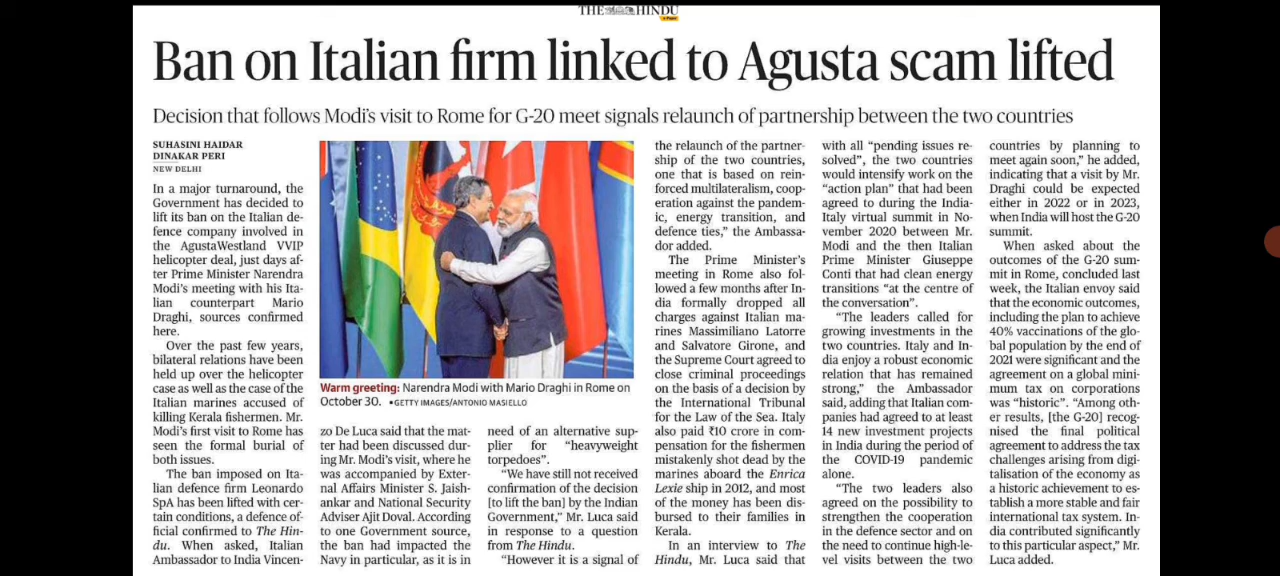 THE HINDU
Ban on Italian firm linked to Agusta scam lifted
Decision that follows Modi's visit to Rome for G-20 meet signals relaunch of partnership between the two countries
SUHASINI HAIDAR
DINAKAR PERI
NEW DELHI
In a major turnaround, the
Government has decided to
lift its ban on the Italian de-
fence company involved in
the AgustaWestland VVIP
helicopter deal, just days af-
ter Prime Minister Narendra
Modi's meeting with his Ita-
lian counterpart Mario
Draghi, sources confirmed
here.
Over the past few years,
bilateral relations have been
held up over the helicopter
case as well as the case of the
Italian marines accused of
killing Kerala fishermen. Mr.
Modi's first visit to Rome has
seen the formal burial of
both issues.
The ban imposed on Ita-
lian defence firm Leonardo
SpA has been lifted with cer-
tain conditions, a defence of-
ficial confirmed to The Hin-
du. When asked, Italian
Ambassador to India Vincen-
Warm greeting: Narendra Modi with Mario Draghi in Rome on
October 30. •GETTY IMAGES/ANTONIO MASIELLO
zo De Luca said that the mat-
ter had been discussed dur-
ing Mr. Modi's visit, where he
was accompanied by Exter-
nal Affairs Minister S. Jaish-
ankar and National Security
Adviser Ajit Doval. According
to one Government source,
the ban had impacted the
Navy in particular, as it is in
need of an alternative sup-
plier for "heavyweight
torpedoes".
"We have still not received
confirmation of the decision
[to lift the ban] by the Indian
Government," Mr. Luca said
in response to a question
from The Hindu.
"However it is a signal of
the relaunch of the partner-
ship of the two countries,
one that is based on rein-
forced multilateralism, coop-
eration against the pandem-
ic, energy transition, and
defence ties," the Ambassa-
dor added.
The Prime Minister's
meeting in Rome also fol-
lowed a few months after In-
dia formally dropped all
charges against Italian ma-
rines Massimiliano Latorre
and Salvatore Girone, and
the Supreme Court agreed to
close criminal proceedings
on the basis of a decision by
the International Tribunal
for the Law of the Sea. Italy
also paid ₹10 crore in com-
pensation for the fishermen
mistakenly shot dead by the
marines aboard the Enrica
Lexie ship in 2012, and most
of the money has been dis-
bursed to their families in
Kerala.
In an interview to The
Hindu, Mr. Luca said that
with all "pending issues re-
solved", the two countries
would intensify work on the
"action plan" that had been
agreed to during the India-
Italy virtual summit in No-
vember 2020 between Mr.
Modi and the then Italian
Prime Minister Giuseppe
Conti that had clean energy
transitions "at the centre of
the conversation".
"The leaders called for
growing investments in the
two countries. Italy and In-
dia enjoy a robust economic
relation that has remained
strong," the Ambassador
said, adding that Italian com-
panies had agreed to at least
14 new investment projects
in India during the period of
the COVID-19 pandemic
alone.
"The two leaders also
agreed on the possibility to
strengthen the cooperation
in the defence sector and on
the need to continue high-le-
vel visits between the two
countries by planning to
meet again soon," he added,
indicating that a visit by Mr.
Draghi could be expected
either in 2022 or in 2023,
when India will host the G-20
summit.
When asked about the
outcomes of the G-20 sum-
mit in Rome, concluded last
week, the Italian envoy said
that the economic outcomes,
including the plan to achieve
40% vaccinations of the glo-
bal population by the end of
2021 were significant and the
agreement on a global mini-
mum tax on corporations
was "historic". "Among oth-
er results, [the G-20] recog-
nised the final political
agreement to address the tax
challenges arising from digi-
talisation of the economy as
a historic achievement to es-
tablish a more stable and fair
international tax system. In-
dia contributed significantly
to this particular aspect," Mr.
Luca added.